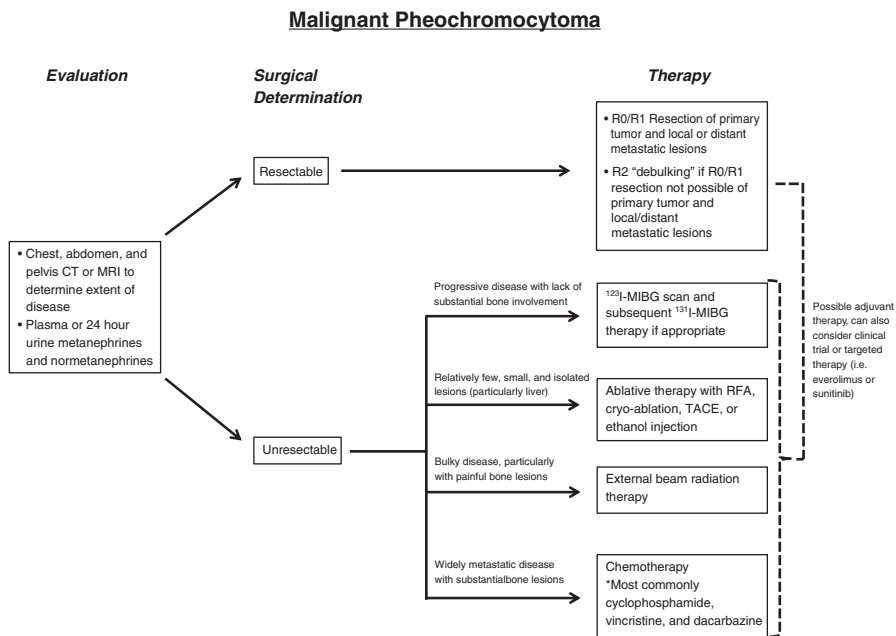 Malignant Pheochromocytoma
Evaluation
Surgical
Determination
Therapy
• Chest, abdomen, and
pelvis CT or MRI to
determine extent of
disease
• Plasma or 24 hour
urine metanephrines
and normetanephrines
Resectable
• R0/R1 Resection of primary
tumor and local or distant
metastatic lesions
• R2 “debulking” if R0/R1
resection not possible of
primary tumor and
local/distant
metastatic lesions
Unresectable
Progressive disease with lack of
substantial bone involvement
¹²³I-MIBG scan and
subsequent ¹³¹I-MIBG
therapy if appropriate
Relatively few, small, and isolated
lesions (particularly liver)
Ablative therapy with RFA,
cryo-ablation, TACE, or
ethanol injection
Bulky disease, particularly
with painful bone lesions
External beam radiation
therapy
Widely metastatic disease
with substantialbone lesions
Chemotherapy
*Most commonly
cyclophosphamide,
vincristine, and dacarbazine
Possible adjuvant
therapy, can also
consider clinical
trial or targeted
therapy (i.e.
everolimus or
sunitinib)